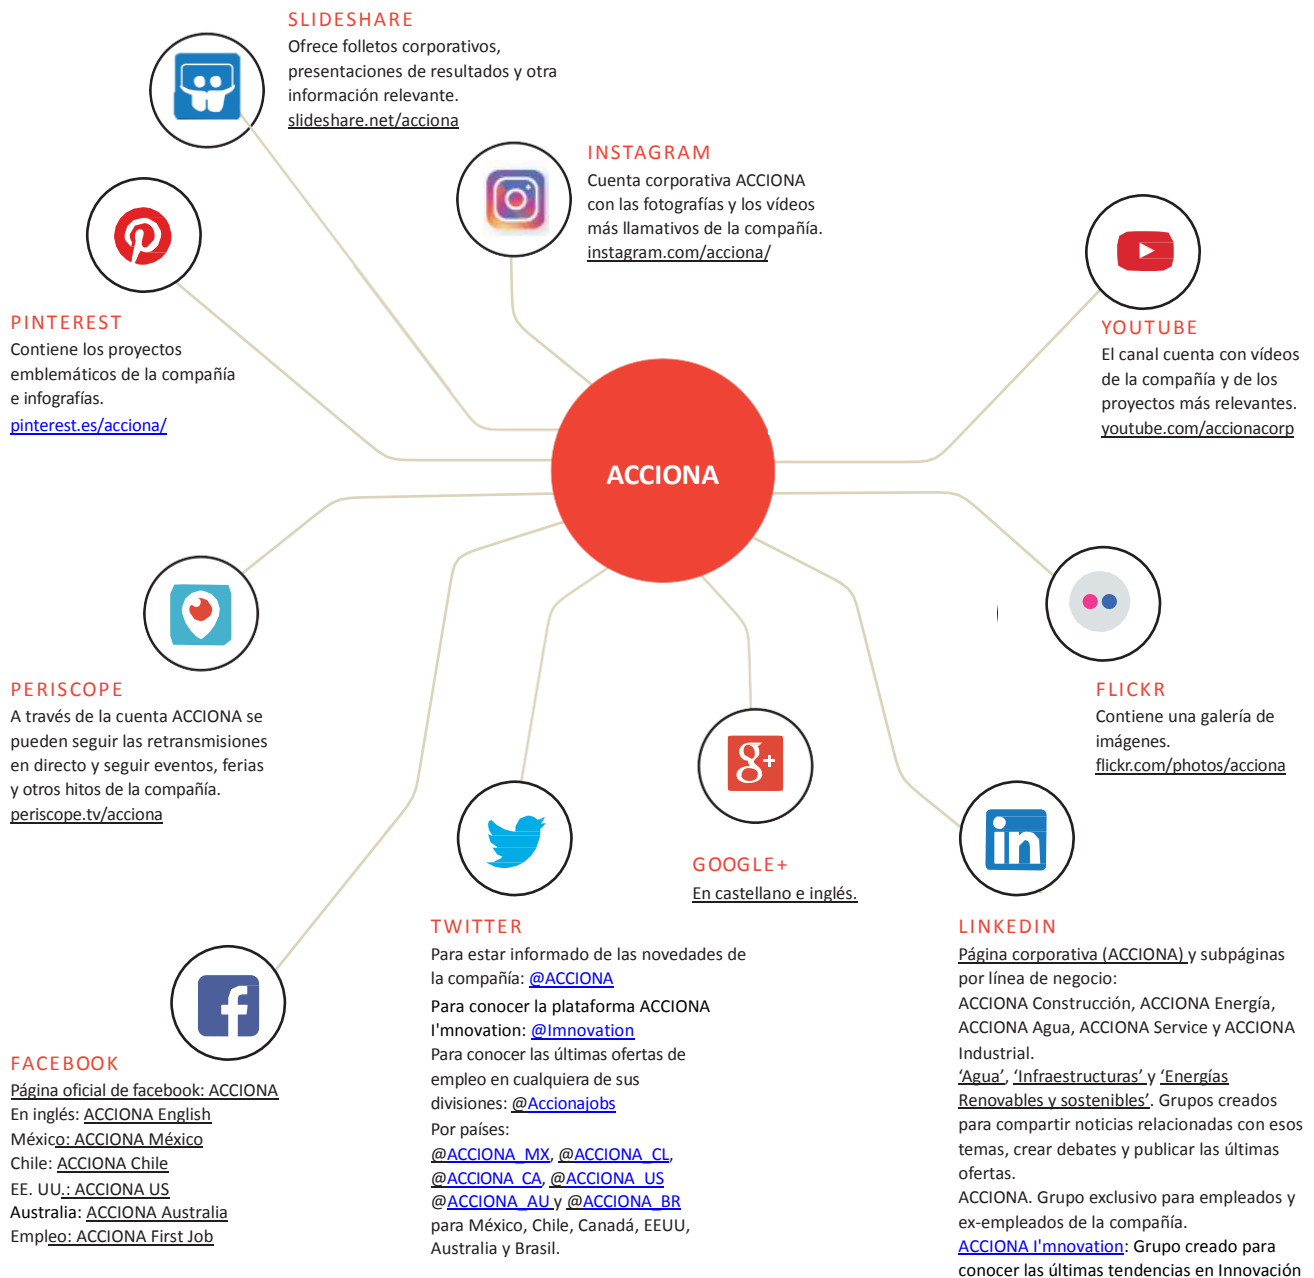 SLIDESHARE
Ofrece folletos corporativos,
presentaciones de resultados y otra
información relevante.
slideshare.net/acciona
INSTAGRAM
Cuenta corporativa ACCIONA
con las fotografías y los vídeos
más llamativos de la compañía.
instagram.com/acciona/
PINTEREST
Contiene los proyectos
emblemáticos de la compañía
e infografías.
pinterest.es/acciona/
YOUTUBE
El canal cuenta con vídeos
de la compañía y de los
proyectos más relevantes.
youtube.com/accionacorp
ACCIONA
PERISCOPE
A través de la cuenta ACCIONA se
pueden seguir las retransmisiones
en directo y seguir eventos, ferias
y otros hitos de la compañía.
periscope.tv/acciona
FLICKR
Contiene una galería de
imágenes.
flickr.com/photos/acciona
g+
GOOGLE+
En castellano e inglés.
f
FACEBOOK
Página oficial de facebook: ACCIONA
En inglés: ACCIONA English
México: ACCIONA México
Chile: ACCIONA Chile
EE. UU.: ACCIONA US
Australia: ACCIONA Australia
Empleo: ACCIONA First Job
TWITTER
Para estar informado de las novedades de
la compañía: @ACCIONA
Para conocer la plataforma ACCIONA
I'mnovation: @Imnovation
Para conocer las últimas ofertas de
empleo en cualquiera de sus
divisiones: @Accionajobs
Por países:
@ACCIONA_MX, @ACCIONA_CL,
@ACCIONA_CA, @ACCIONA_US
@ACCIONA_AU y @ACCIONA_BR
para México, Chile, Canadá, EEUU,
Australia y Brasil.
in
LINKEDIN
Página corporativa (ACCIONA) y subpáginas
por línea de negocio:
ACCIONA Construcción, ACCIONA Energía,
ACCIONA Agua, ACCIONA Service y ACCIONA
Industrial.
‘Agua’, ‘Infraestructuras’ y ‘Energías
Renovables y sostenibles’. Grupos creados
para compartir noticias relacionadas con esos
temas, crear debates y publicar las últimas
ofertas.
ACCIONA. Grupo exclusivo para empleados y
ex-empleados de la compañía.
ACCIONA I'mnovation: Grupo creado para
conocer las últimas tendencias en Innovación